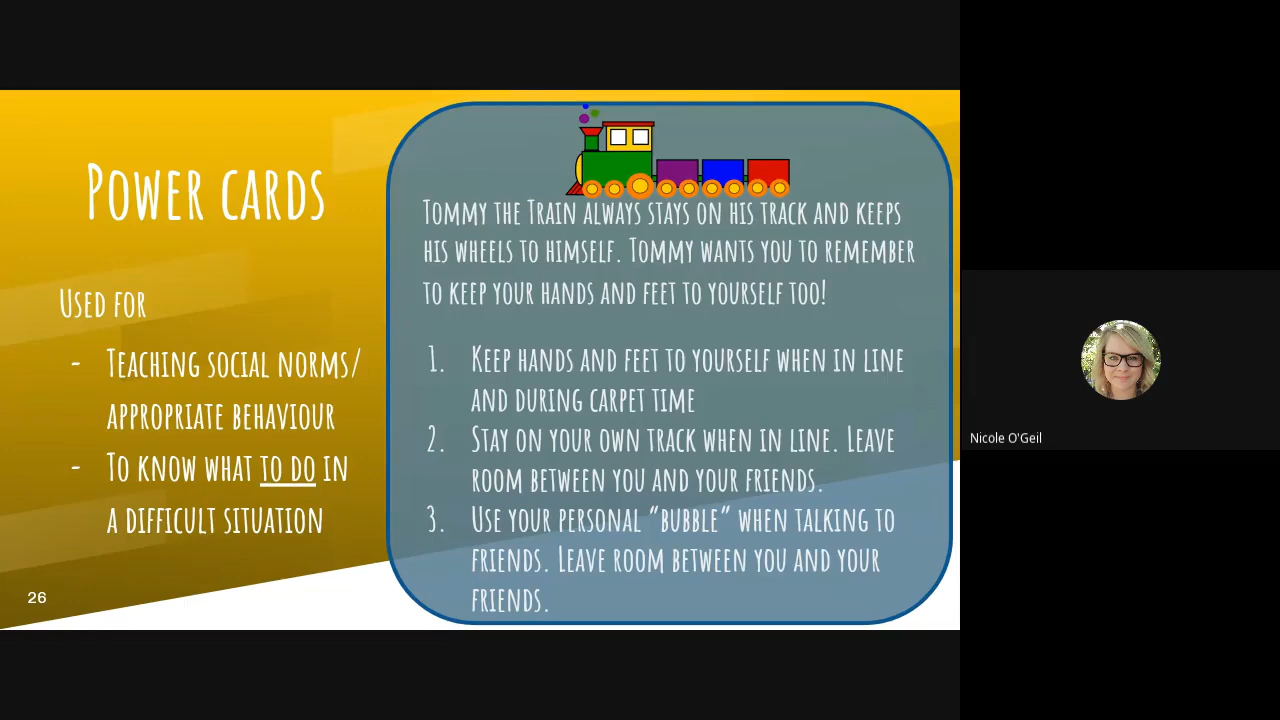 Power cards
Used for
- Teaching social norms/
appropriate behaviour
- To know what to do in
a difficult situation
26
Tommy the Train always stays on his track and keeps
his wheels to himself. Tommy wants you to remember
to keep your hands and feet to yourself too!
1. Keep hands and feet to yourself when in line
and during carpet time
2. Stay on your own track when in line. Leave
room between you and your friends.
3. Use your personal “bubble” when talking to
friends. Leave room between you and your
friends.
Nicole O'Geil